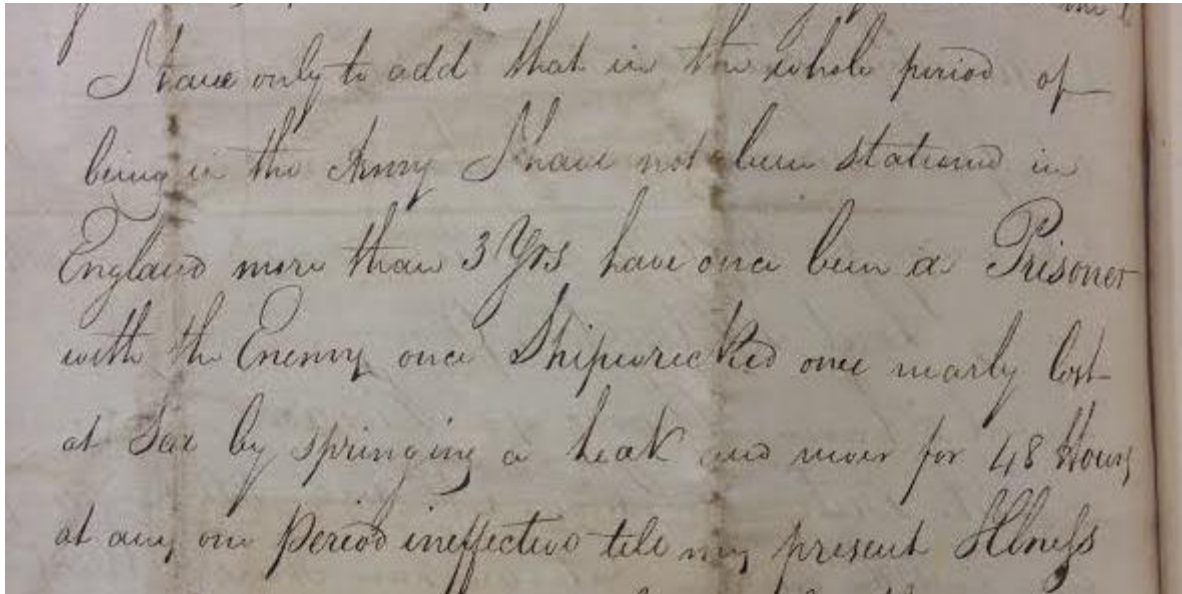 I have only to add that in the whole period of
being in the Army I have not been stationed in
England more than 3 Yrs have once been a Prisoner
with the Enemy once Shipwrecked once nearly lost
at Sea by springing a Leak and never for 48 Hours
at any one Period ineffective till my present Illness